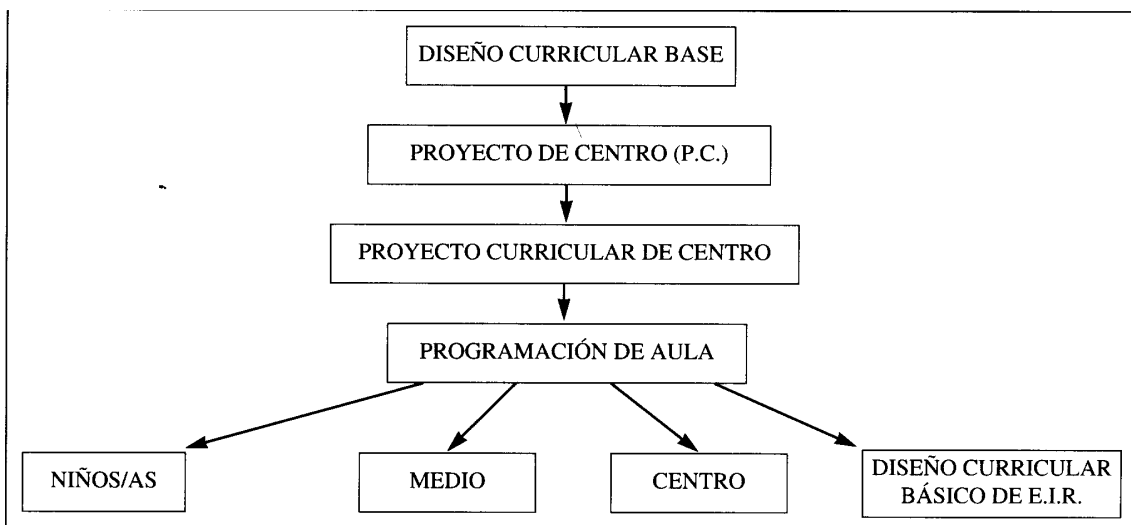 DISEÑO CURRICULAR BASE
PROYECTO DE CENTRO (P.C.)
PROYECTO CURRICULAR DE CENTRO
PROGRAMACIÓN DE AULA
NIÑOS/AS
MEDIO
CENTRO
DISEÑO CURRICULAR
BÁSICO DE E.I.R.